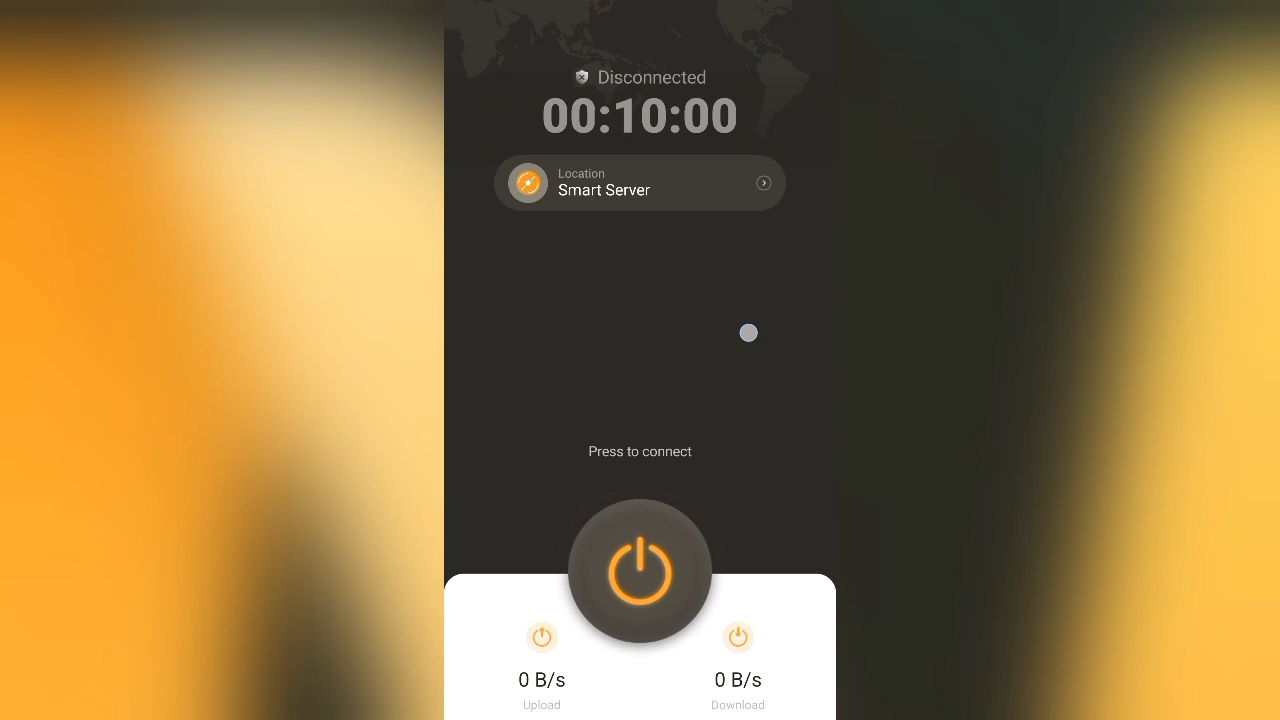 Disconnected
00:10:00
Location
Smart Server
Press to connect
0 B/s
Upload
0 B/s
Download